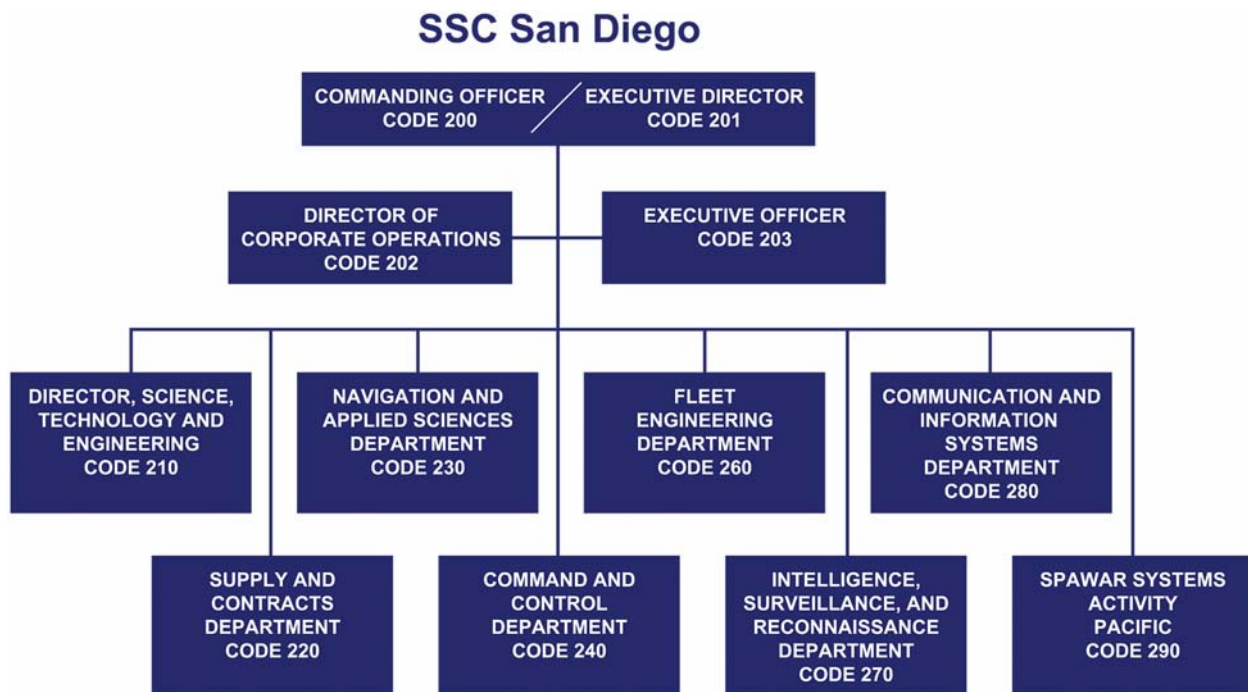 SSC San Diego
COMMANDING OFFICER
CODE 200
EXECUTIVE DIRECTOR
CODE 201
DIRECTOR OF
CORPORATE OPERATIONS
CODE 202
EXECUTIVE OFFICER
CODE 203
DIRECTOR, SCIENCE,
TECHNOLOGY AND
ENGINEERING
CODE 210
NAVIGATION AND
APPLIED SCIENCES
DEPARTMENT
CODE 230
FLEET
ENGINEERING
DEPARTMENT
CODE 260
COMMUNICATION AND
INFORMATION
SYSTEMS
DEPARTMENT
CODE 280
SUPPLY AND
CONTRACTS
DEPARTMENT
CODE 220
COMMAND AND
CONTROL
DEPARTMENT
CODE 240
INTELLIGENCE,
SURVEILLANCE, AND
RECONNAISSANCE
DEPARTMENT
CODE 270
SPAWAR SYSTEMS
ACTIVITY
PACIFIC
CODE 290